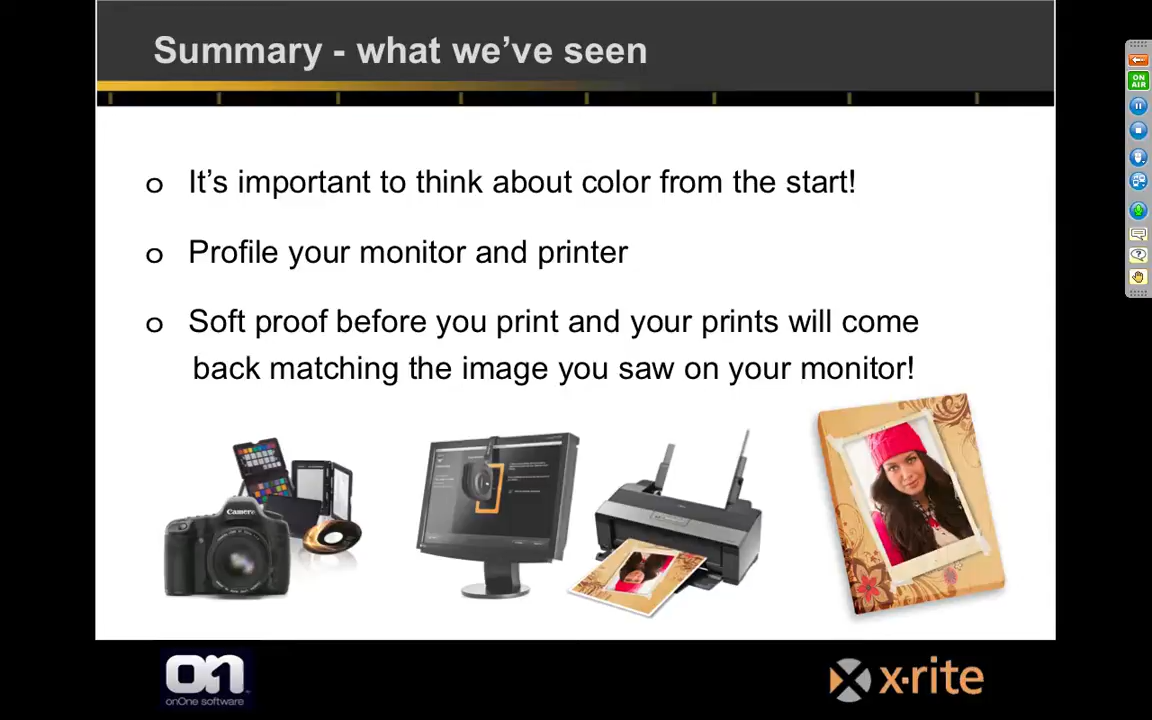 Summary - what we've seen
ON
AIR
o It's important to think about color from the start!
o Profile your monitor and printer
o Soft proof before you print and your prints will come
back matching the image you saw on your monitor!
Camera
on
onOne software
x·rite